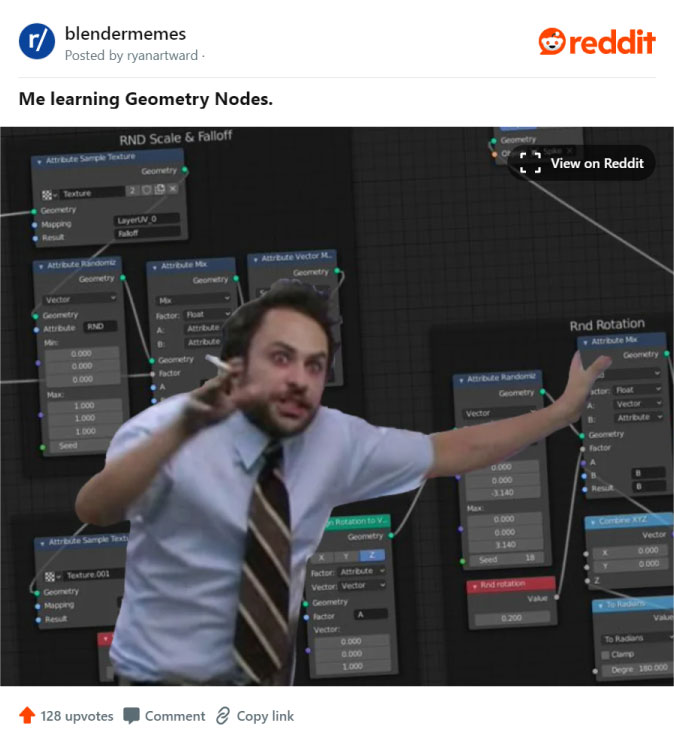 r/
blendermemes
Posted by ryanartward ·
reddit
Me learning Geometry Nodes.
RND Scale & Falloff
Attribute Sample Texture
Geometry
Texture
2
Geometry
Mapping
LayerUV_0
Result
Falloff
Geometry
Spike
View on Reddit
Attribute Randomiz
Geometry
Vector
Geometry
Attribute
RND
Min:
0.000
0.000
0.000
Max:
1.000
1.000
1.000
Seed
Attribute Mix
Geometry
Mix
Factor:
Float
A:
Attribute
B:
Attribute
Geometry
Factor
A
Attribute Vector M...
Geometry
Rnd Rotation
Attribute Randomiz
Geometry
Vector
0.000
0.000
-3.140
Max:
0.000
0.000
3.140
Seed
18
Attribute Mix
Geometry
Factor:
Float
A:
Vector
B:
Attribute
Geometry
Factor
A
B
B
Result
B
Attribute Sample Text
Texture.001
Geometry
Mapping
Result
n Rotation to V...
Geometry
X
Y
Z
Factor:
Attribute
Vector:
Vector
Geometry
Factor
A
Vector:
0.000
0.000
1.000
Rnd rotation
Value
0.200
Combine XYZ
Vector
X
0.000
Y
0.000
Z
To Radians
Value
To Radians
Clamp
Degre
180.000
128 upvotes
Comment
Copy link